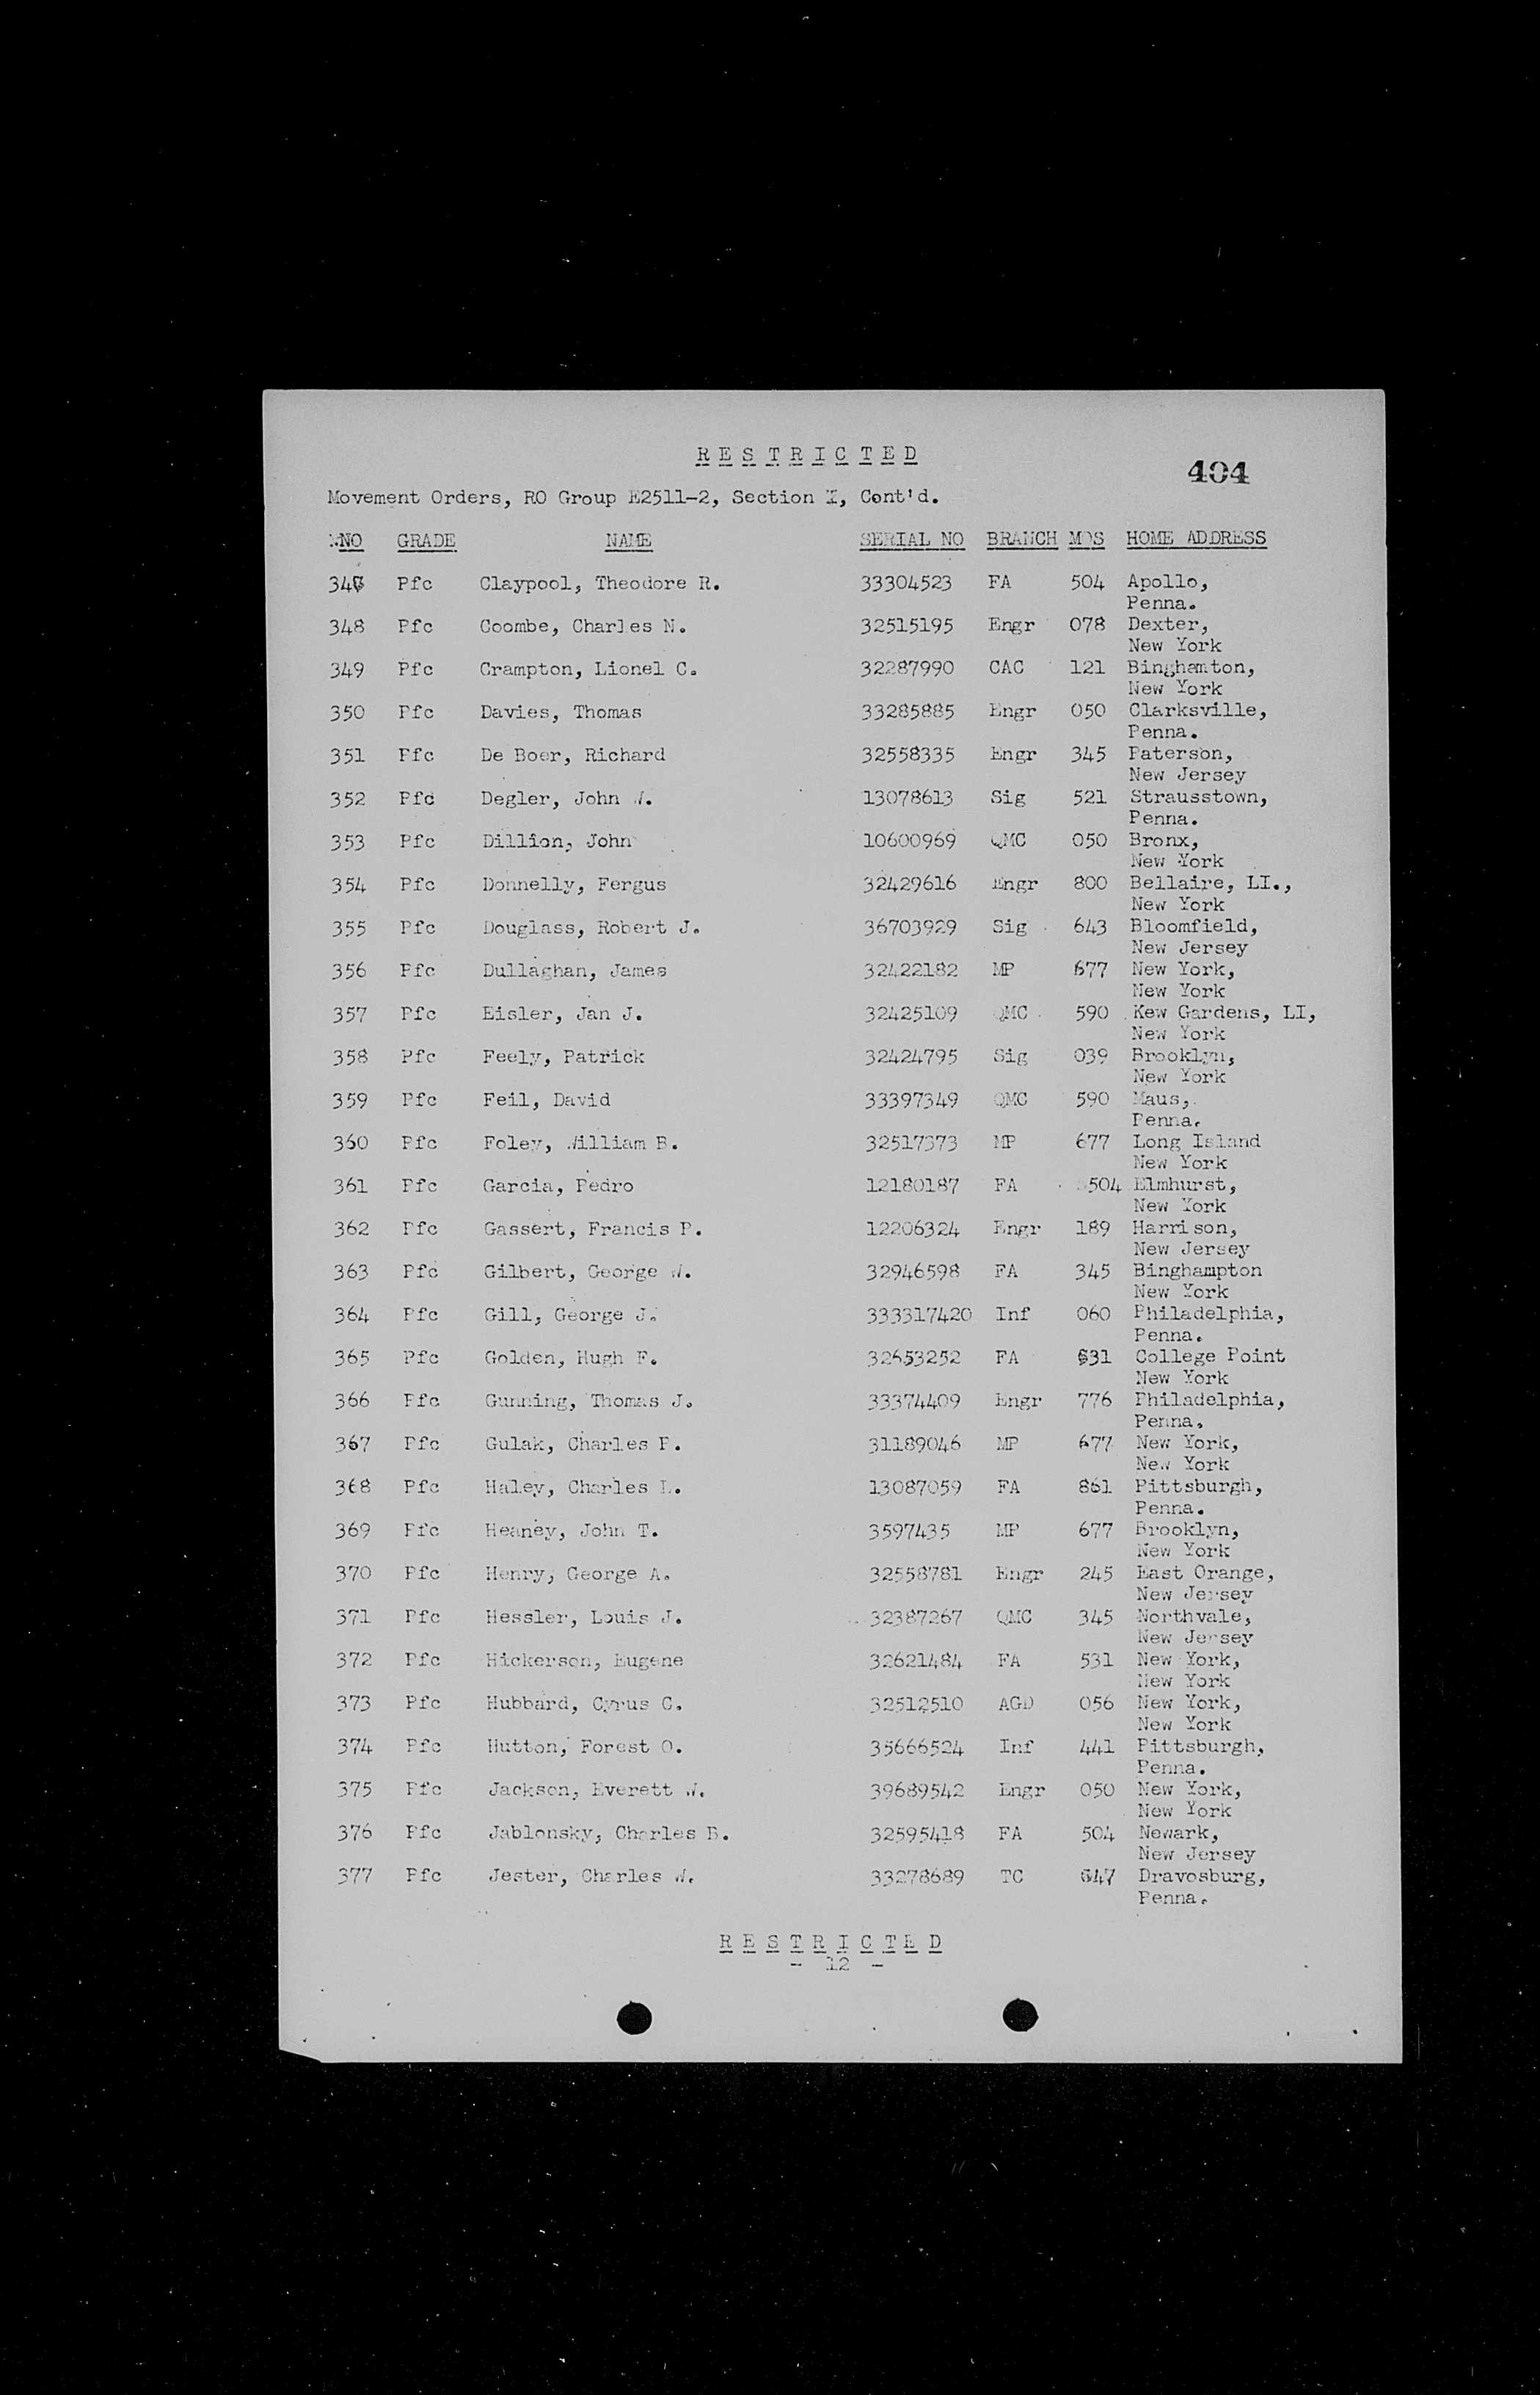 R E S T R I C T E D
404
Movement Orders, RO Group E2511-2, Section I, Cont'd.
NO GRADE NAME SERIAL NO BRANCH MOS HOME ADDRESS
347 Pfc Claypool, Theodore R. 33304523 FA 504 Apollo,
Penna.
348 Pfc Coombe, Charles N. 32515195 Engr 078 Dexter,
New York
349 Pfc Crampton, Lionel C. 32287990 CAC 121 Binghamton,
New York
350 Pfc Davies, Thomas 33285885 Engr 050 Clarksville,
Penna.
351 Pfc De Boer, Richard 32558335 Engr 345 Paterson,
New Jersey
352 Pfc Degler, John W. 13078613 Sig 521 Strausstown,
Penna.
353 Pfc Dillion, John 10600969 QMC 050 Bronx,
New York
354 Pfc Donnelly, Fergus 32429616 Engr 800 Bellaire, LI.,
New York
355 Pfc Douglass, Robert J. 36703929 Sig 643 Bloomfield,
New Jersey
356 Pfc Dullaghan, James 32422182 MP 677 New York,
New York
357 Pfc Eisler, Jan J. 32425109 QMC 590 Kew Gardens, LI,
New York
358 Pfc Feely, Patrick 32424795 Sig 039 Brooklyn,
New York
359 Pfc Feil, David 33397349 QMC 590 Maus,
Penna.
360 Pfc Foley, William B. 32517373 MP 677 Long Island
New York
361 Pfc Garcia, Pedro 12180187 FA 504 Elmhurst,
New York
362 Pfc Gassert, Francis P. 12206324 Engr 189 Harrison,
New Jersey
363 Pfc Gilbert, George W. 32946598 FA 345 Binghampton
New York
364 Pfc Gill, George J. 333317420 Inf 060 Philadelphia,
Penna.
365 Pfc Golden, Hugh F. 32653252 FA 631 College Point
New York
366 Pfc Gunning, Thomas J. 33374409 Engr 776 Philadelphia,
Penna.
367 Pfc Gulak, Charles F. 31189046 MP 677 New York,
New York
368 Pfc Haley, Charles L. 13087059 FA 861 Pittsburgh,
Penna.
369 Pfc Heaney, John T. 3597435 MP 677 Brooklyn,
New York
370 Pfc Henry, George A. 32558781 Engr 245 East Orange,
New Jersey
371 Pfc Hessler, Louis J. 32387267 QMC 345 Northvale,
New Jersey
372 Pfc Hickerson, Eugene 32621484 FA 531 New York,
New York
373 Pfc Hubbard, Cyrus C. 32512510 AGD 056 New York,
New York
374 Pfc Hutton, Forest O. 35666524 Inf 441 Pittsburgh,
Penna.
375 Pfc Jackson, Everett W. 39689542 Engr 050 New York,
New York
376 Pfc Jablonsky, Charles B. 32595418 FA 504 Newark,
New Jersey
377 Pfc Jester, Charles W. 33278689 TC 647 Dravosburg,
Penna.
R E S T R I C T E D
- 12 -